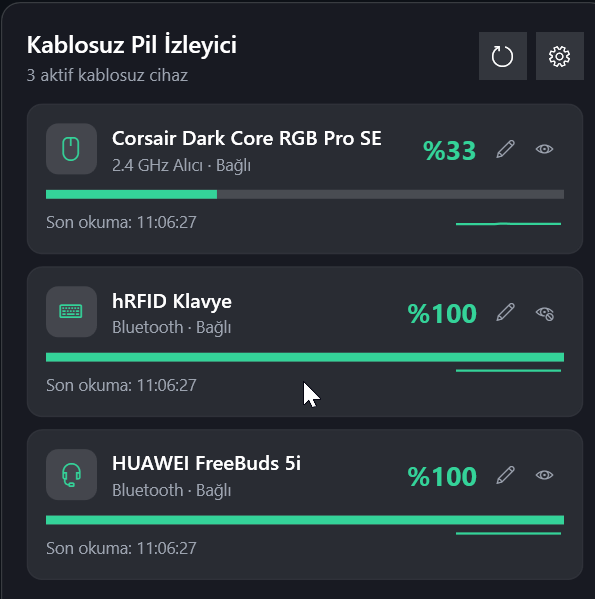 Kablosuz Pil İzleyici
3 aktif kablosuz cihaz
Corsair Dark Core RGB Pro SE
2.4 GHz Alıcı · Bağlı
%33
Son okuma: 11:06:27
hRFID Klavye
Bluetooth · Bağlı
%100
Son okuma: 11:06:27
HUAWEI FreeBuds 5i
Bluetooth · Bağlı
%100
Son okuma: 11:06:27